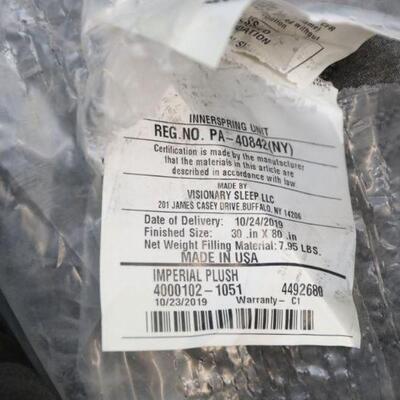 INNERSPRING UNIT
REG.NO. PA-40842(NY)
Certification is made by the manufacturer
that the materials in this article are
described in accordance with law
MADE BY
VISIONARY SLEEP LLC
201 JAMES CASEY DRIVE,BUFFALO, NY 14206
Date of Delivery: 10/24/2019
Finished Size: 30 .in X 80 .in
Net Weight Filling Material: 7.95 LBS.
MADE IN USA
IMPERIAL PLUSH
4000102-1051 4492680
10/23/2019 Warranty- C1